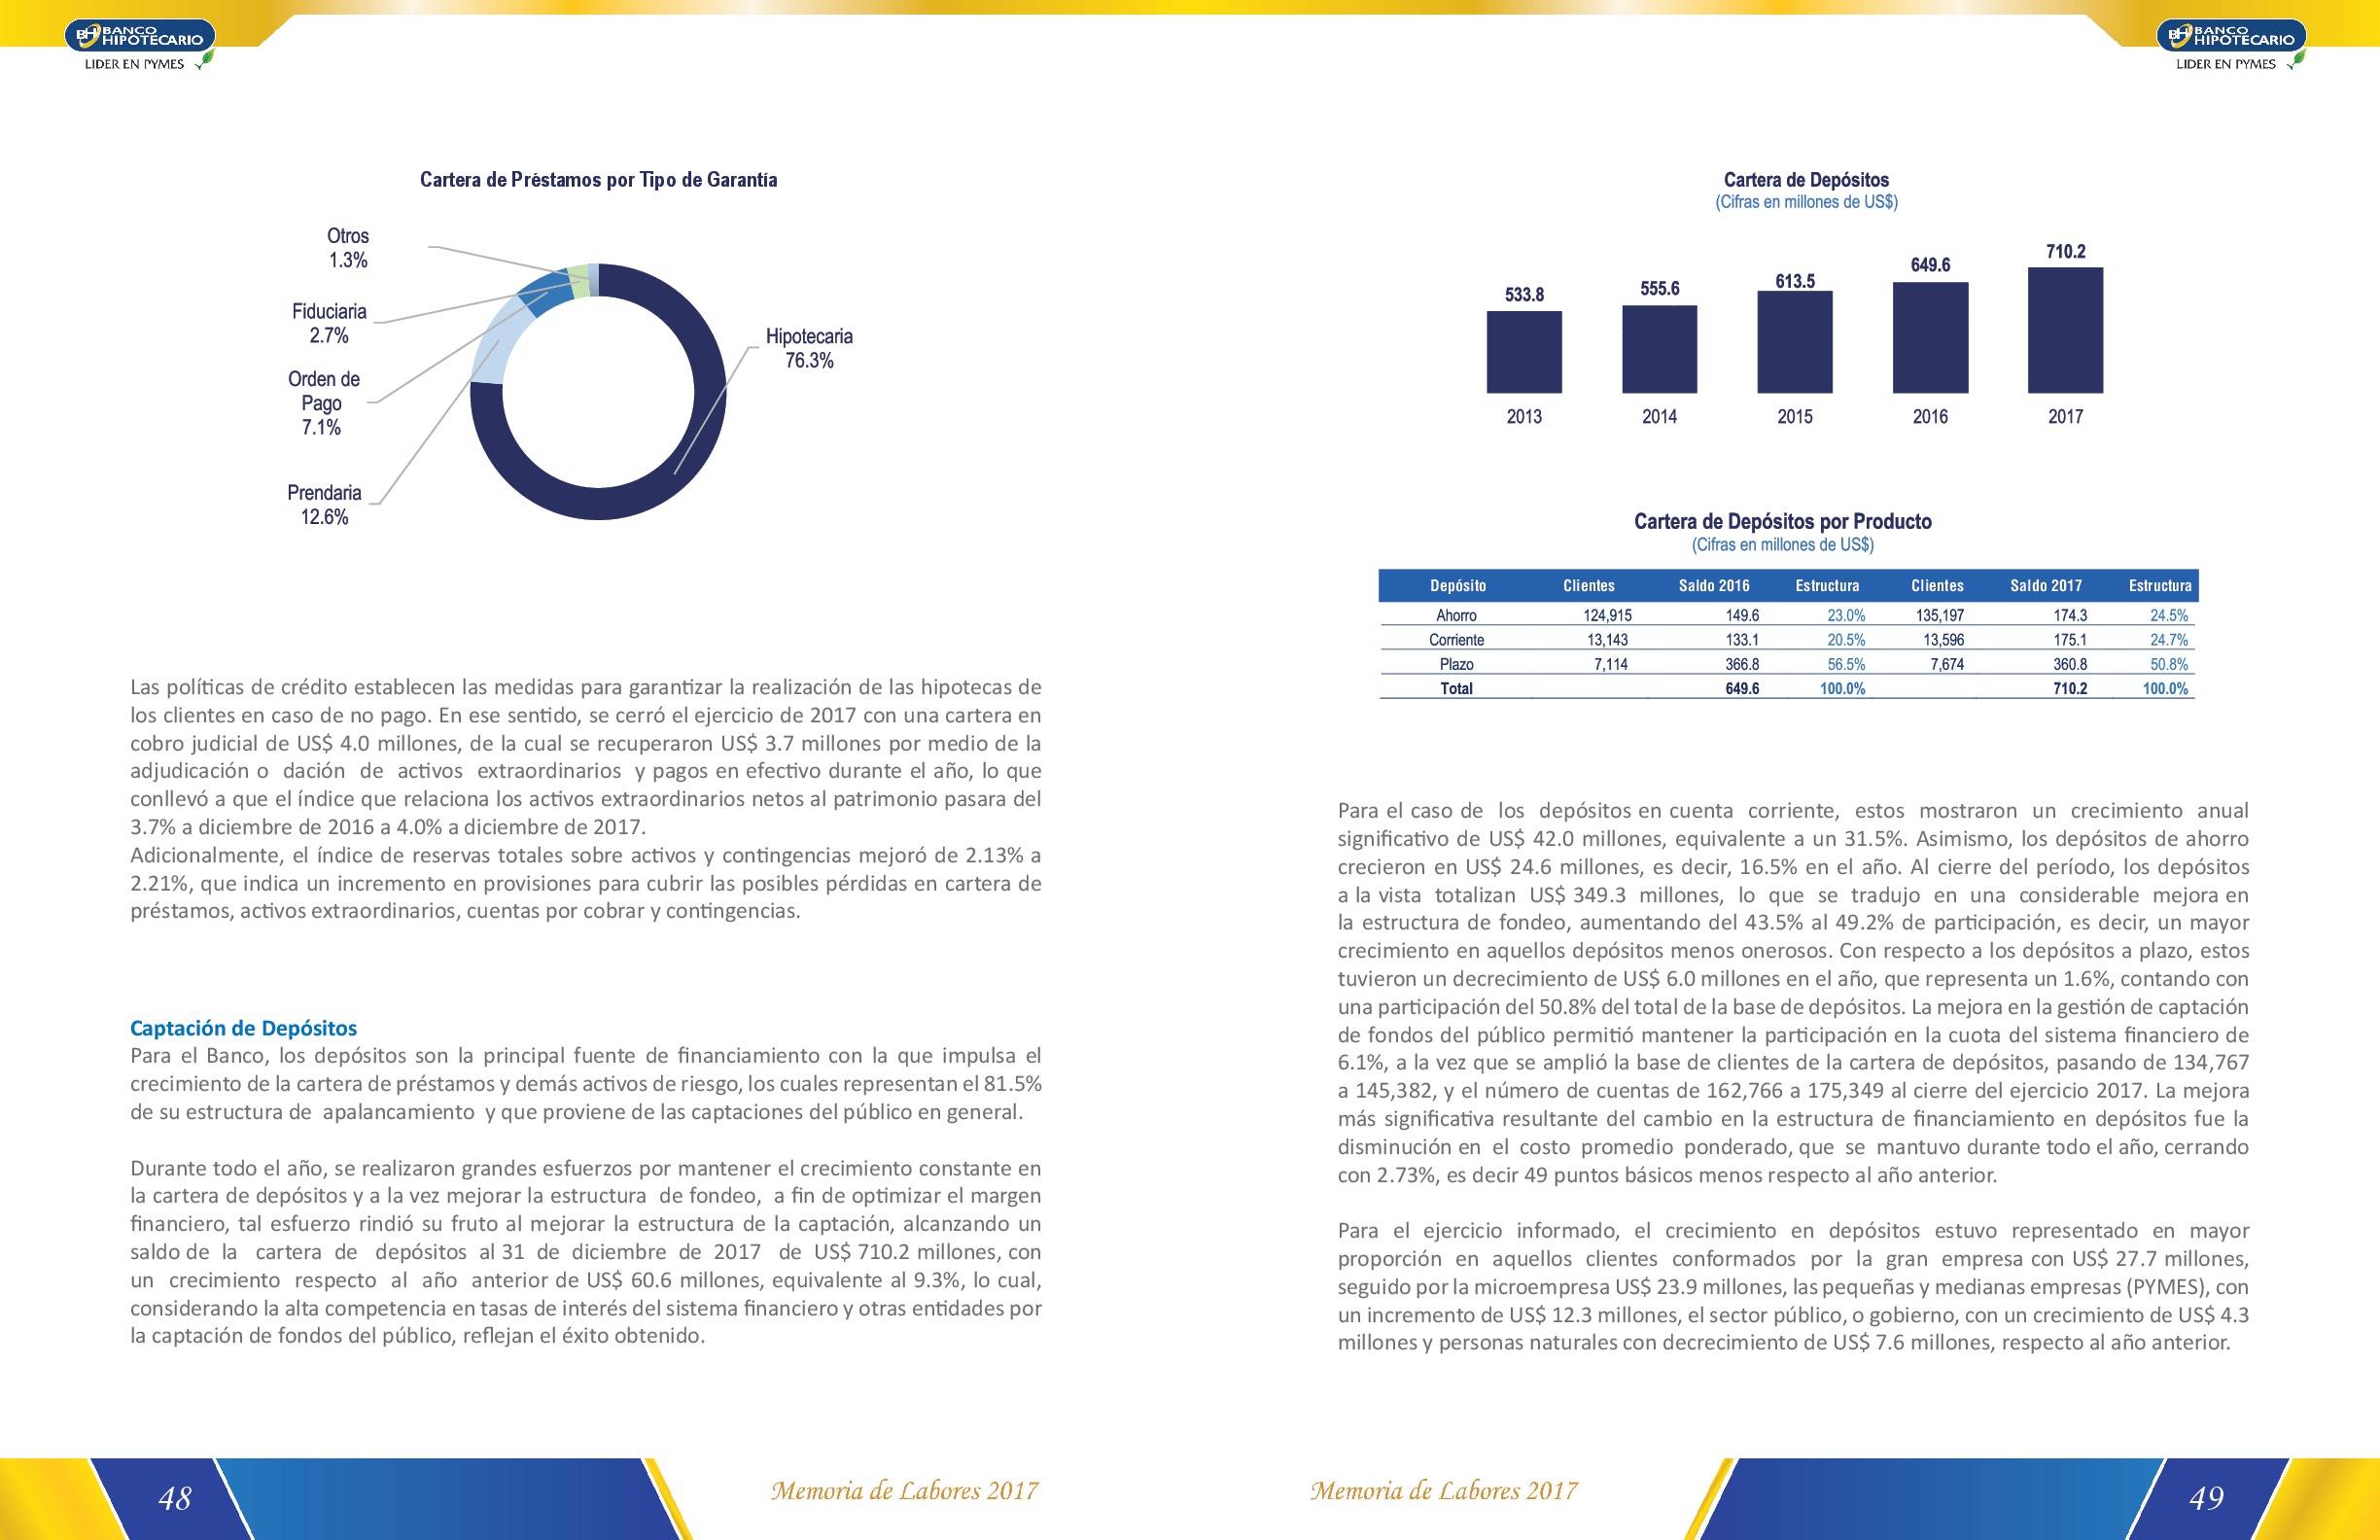 BH BANCO
HIPOTECARIO
LIDER EN PYMES
Cartera de Préstamos por Tipo de Garantía
Otros
1.3%
Fiduciaria
2.7%
Orden de
Pago
7.1%
Prendaria
12.6%
Hipotecaria
76.3%
Las políticas de crédito establecen las medidas para garantizar la realización de las hipotecas de
los clientes en caso de no pago. En ese sentido, se cerró el ejercicio de 2017 con una cartera en
cobro judicial de US$ 4.0 millones, de la cual se recuperaron US$ 3.7 millones por medio de la
adjudicación o dación de activos extraordinarios y pagos en efectivo durante el año, lo que
conllevó a que el índice que relaciona los activos extraordinarios netos al patrimonio pasara del
3.7% a diciembre de 2016 a 4.0% a diciembre de 2017.
Adicionalmente, el índice de reservas totales sobre activos y contingencias mejoró de 2.13% a
2.21%, que indica un incremento en provisiones para cubrir las posibles pérdidas en cartera de
préstamos, activos extraordinarios, cuentas por cobrar y contingencias.
Captación de Depósitos
Para el Banco, los depósitos son la principal fuente de financiamiento con la que impulsa el
crecimiento de la cartera de préstamos y demás activos de riesgo, los cuales representan el 81.5%
de su estructura de apalancamiento y que proviene de las captaciones del público en general.
Durante todo el año, se realizaron grandes esfuerzos por mantener el crecimiento constante en
la cartera de depósitos y a la vez mejorar la estructura de fondeo, a fin de optimizar el margen
financiero, tal esfuerzo rindió su fruto al mejorar la estructura de la captación, alcanzando un
saldo de la cartera de depósitos al 31 de diciembre de 2017 de US$ 710.2 millones, con
un crecimiento respecto al año anterior de US$ 60.6 millones, equivalente al 9.3%, lo cual,
considerando la alta competencia en tasas de interés del sistema financiero y otras entidades por
la captación de fondos del público, reflejan el éxito obtenido.
48
Memoria de Labores 2017
BH BANCO
HIPOTECARIO
LIDER EN PYMES
Cartera de Depósitos
(Cifras en millones de US$)
533.8 555.6 613.5 649.6 710.2
2013 2014 2015 2016 2017
Cartera de Depósitos por Producto
(Cifras en millones de US$)
Depósito Clientes Saldo 2016 Estructura Clientes Saldo 2017 Estructura
Ahorro 124,915 149.6 23.0% 135,197 174.3 24.5%
Corriente 13,143 133.1 20.5% 13,596 175.1 24.7%
Plazo 7,114 366.8 56.5% 7,674 360.8 50.8%
Total 649.6 100.0% 710.2 100.0%
Para el caso de los depósitos en cuenta corriente, estos mostraron un crecimiento anual
significativo de US$ 42.0 millones, equivalente a un 31.5%. Asimismo, los depósitos de ahorro
crecieron en US$ 24.6 millones, es decir, 16.5% en el año. Al cierre del período, los depósitos
a la vista totalizan US$ 349.3 millones, lo que se tradujo en una considerable mejora en
la estructura de fondeo, aumentando del 43.5% al 49.2% de participación, es decir, un mayor
crecimiento en aquellos depósitos menos onerosos. Con respecto a los depósitos a plazo, estos
tuvieron un decrecimiento de US$ 6.0 millones en el año, que representa un 1.6%, contando con
una participación del 50.8% del total de la base de depósitos. La mejora en la gestión de captación
de fondos del público permitió mantener la participación en la cuota del sistema financiero de
6.1%, a la vez que se amplió la base de clientes de la cartera de depósitos, pasando de 134,767
a 145,382, y el número de cuentas de 162,766 a 175,349 al cierre del ejercicio 2017. La mejora
más significativa resultante del cambio en la estructura de financiamiento en depósitos fue la
disminución en el costo promedio ponderado, que se mantuvo durante todo el año, cerrando
con 2.73%, es decir 49 puntos básicos menos respecto al año anterior.
Para el ejercicio informado, el crecimiento en depósitos estuvo representado en mayor
proporción en aquellos clientes conformados por la gran empresa con US$ 27.7 millones,
seguido por la microempresa US$ 23.9 millones, las pequeñas y medianas empresas (PYMES), con
un incremento de US$ 12.3 millones, el sector público, o gobierno, con un crecimiento de US$ 4.3
millones y personas naturales con decrecimiento de US$ 7.6 millones, respecto al año anterior.
Memoria de Labores 2017
49